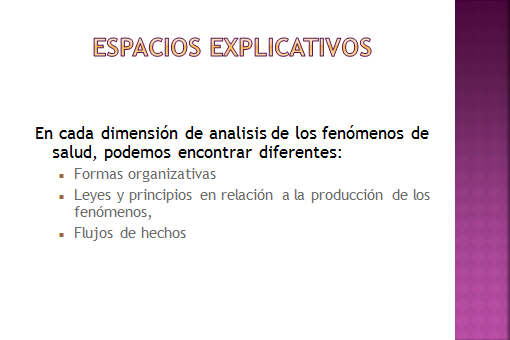 ESPACIOS EXPLICATIVOS
En cada dimensión de analisis de los fenómenos de
salud, podemos encontrar diferentes:
Formas organizativas
Leyes y principios en relación a la producción de los
fenómenos,
Flujos de hechos